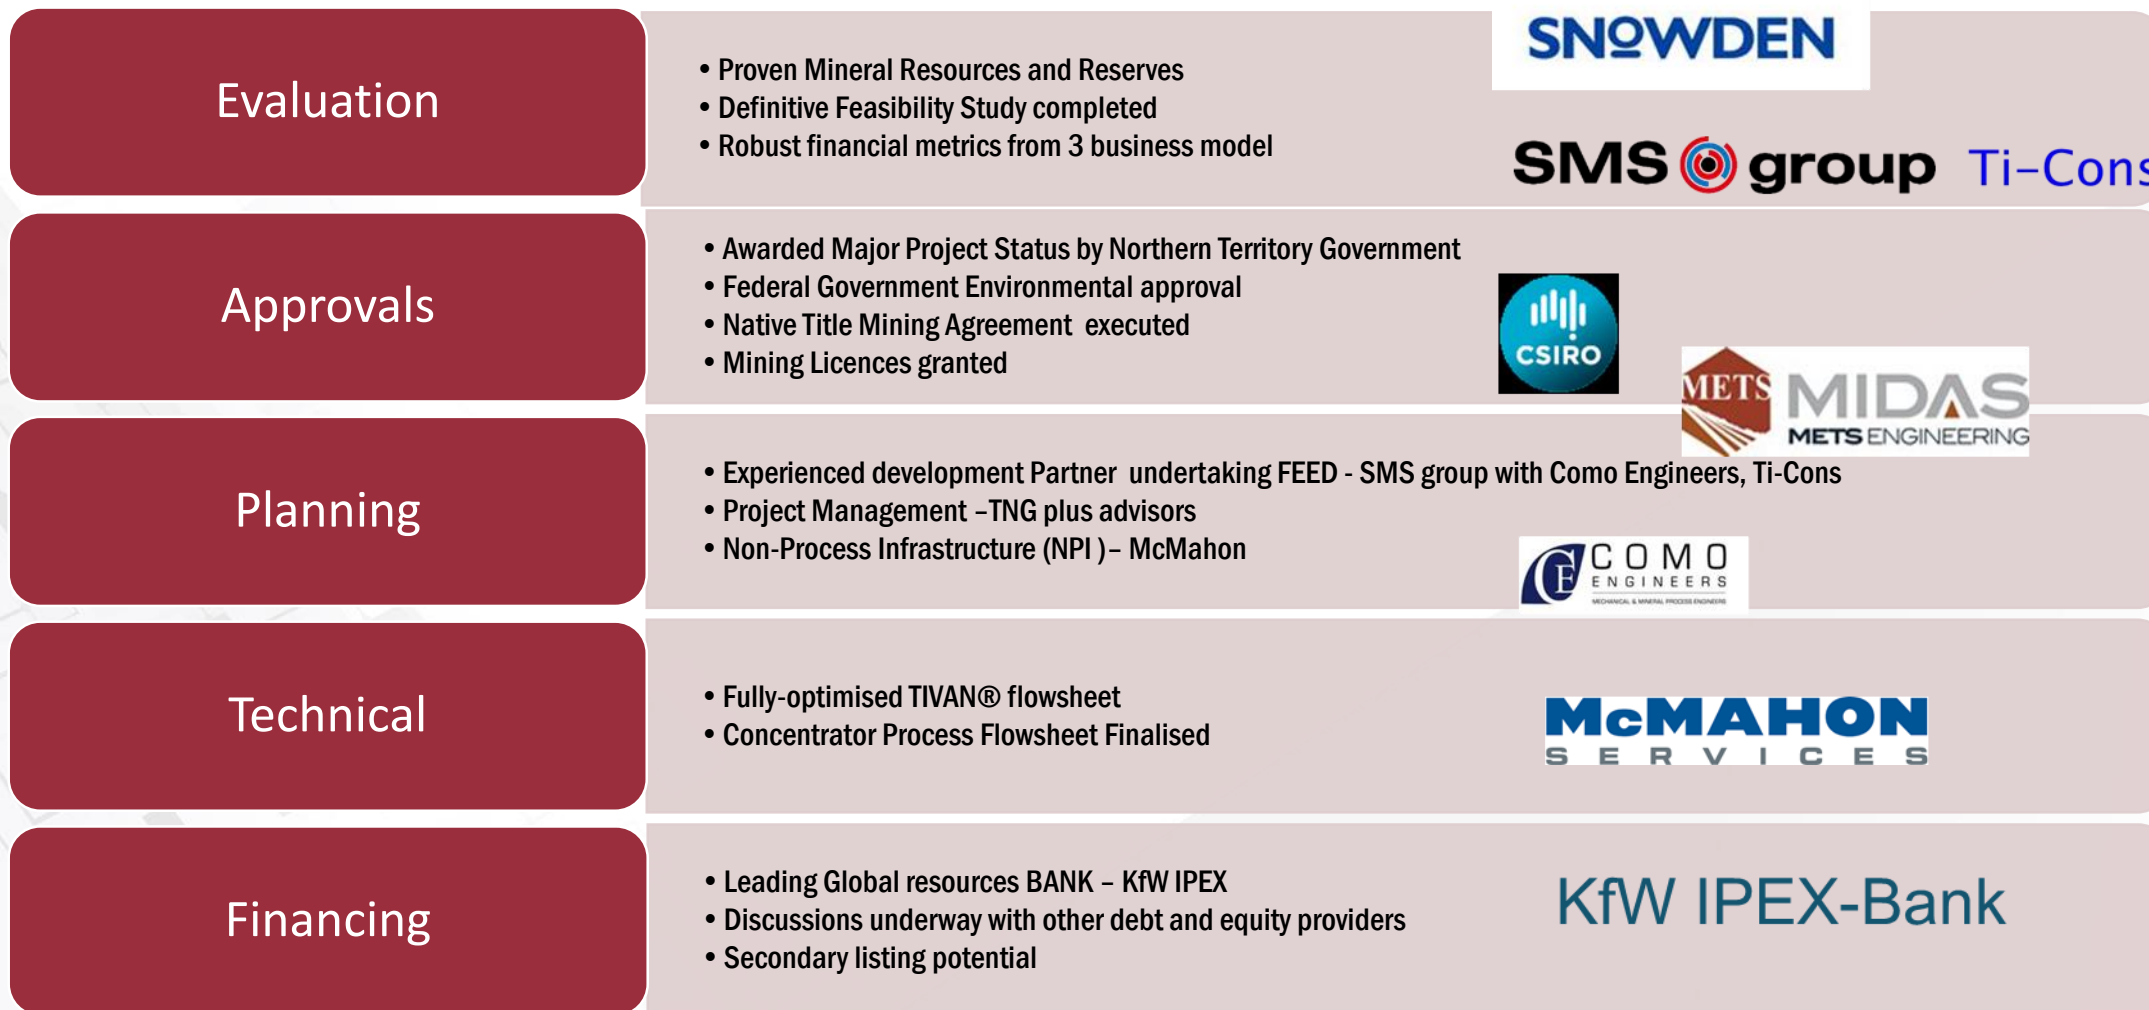 Evaluation
• Proven Mineral Resources and Reserves
• Definitive Feasibility Study completed
• Robust financial metrics from 3 business model
SNOWDEN
SMS group Ti-Cons
Approvals
• Awarded Major Project Status by Northern Territory Government
• Federal Government Environmental approval
• Native Title Mining Agreement executed
• Mining Licences granted
CSIRO
METS MIDAS
METS ENGINEERING
Planning
• Experienced development Partner undertaking FEED - SMS group with Como Engineers, Ti-Cons
• Project Management –TNG plus advisors
• Non-Process Infrastructure (NPI )– McMahon
CE COMO
ENGINEERS
MECHANICAL & MINERAL PROCESS ENGINEERS
Technical
• Fully-optimised TIVAN® flowsheet
• Concentrator Process Flowsheet Finalised
McMAHON
SERVICES
Financing
• Leading Global resources BANK – KfW IPEX
• Discussions underway with other debt and equity providers
• Secondary listing potential
KfW IPEX-Bank